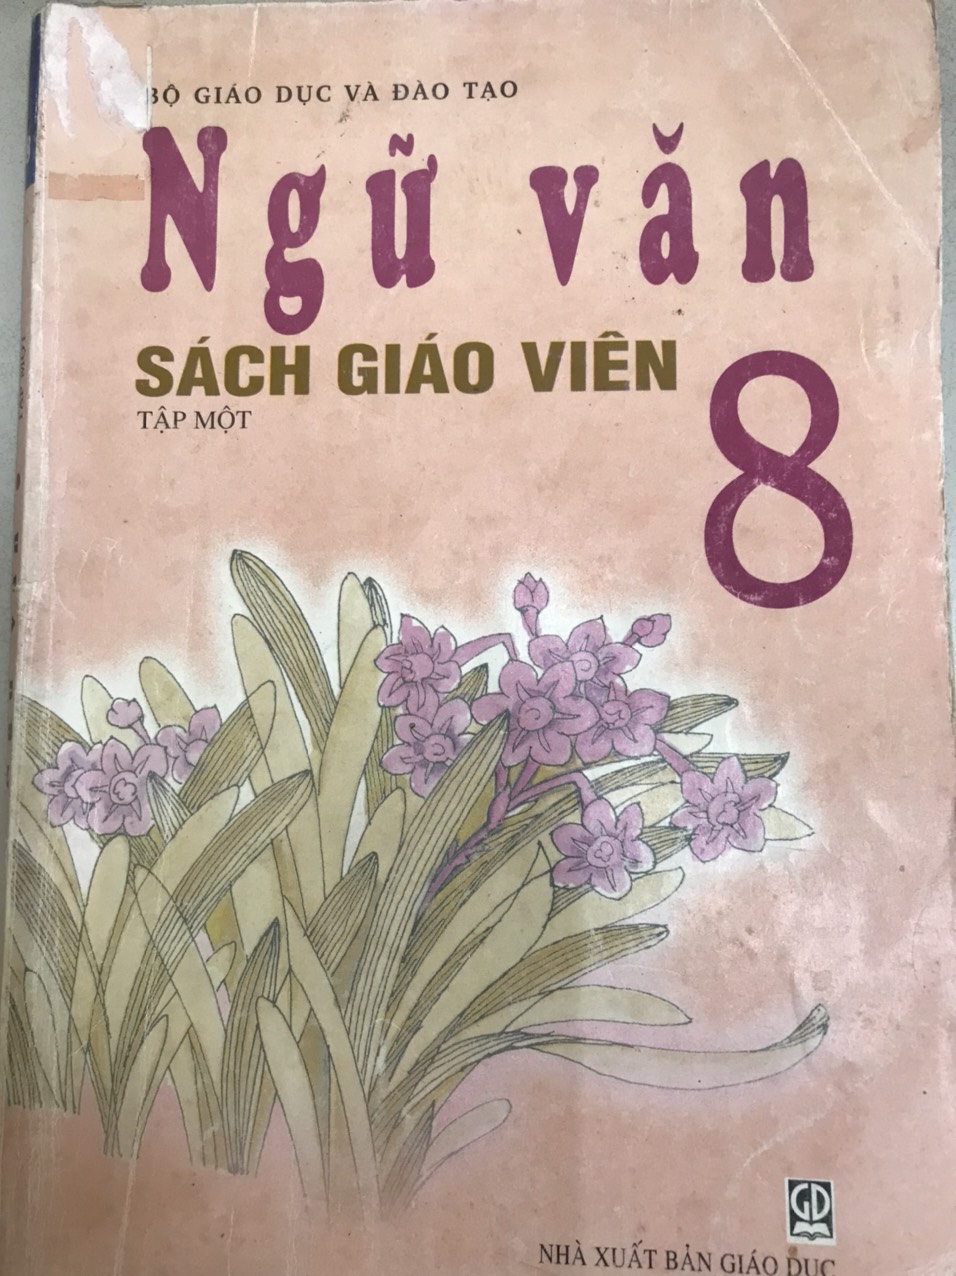 BỘ GIÁO DỤC VÀ ĐÀO TẠO
Ngữ văn
SÁCH GIÁO VIÊN
TẬP MỘT
8
GD
NHÀ XUẤT BẢN GIÁO DỤC